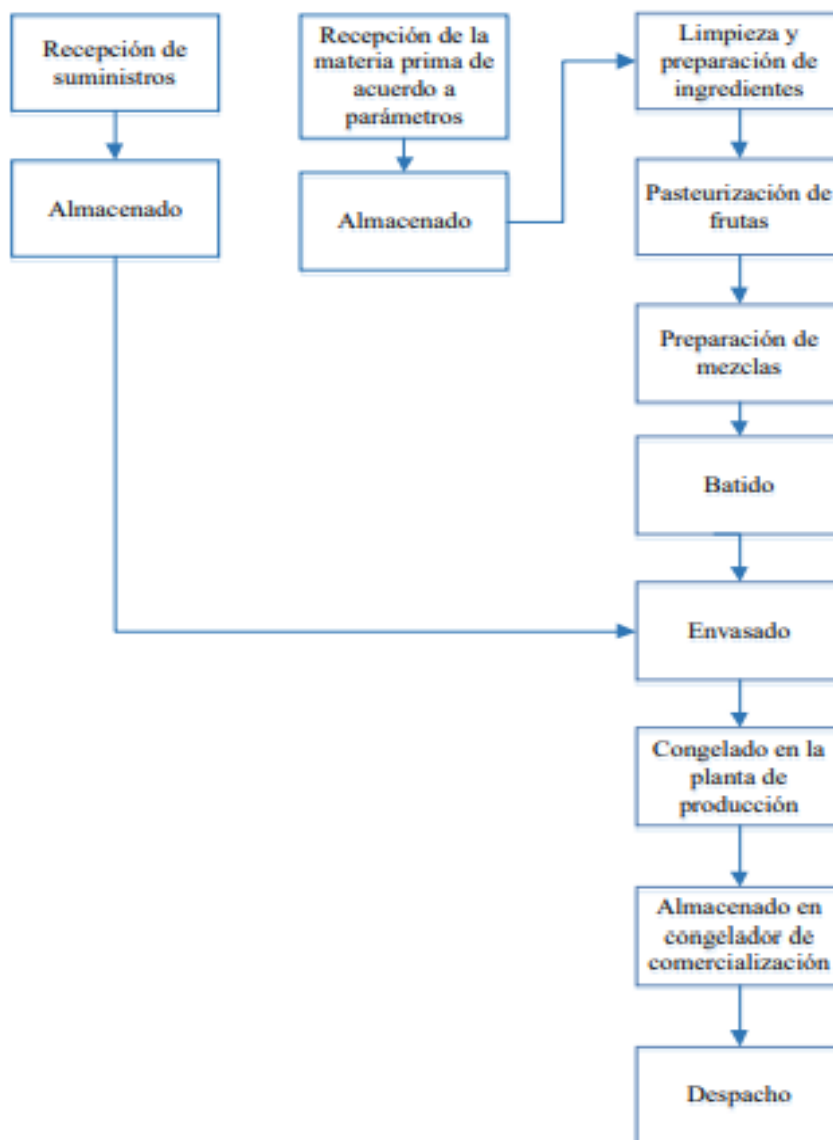 Recepción de
suministros
Almacenado
Recepción de la
materia prima de
acuerdo a
parámetros
Almacenado
Limpieza y
preparación de
ingredientes
Pasteurización de
frutas
Preparación de
mezclas
Batido
Envasado
Congelado en la
planta de
producción
Almacenado en
congelador de
comercialización
Despacho